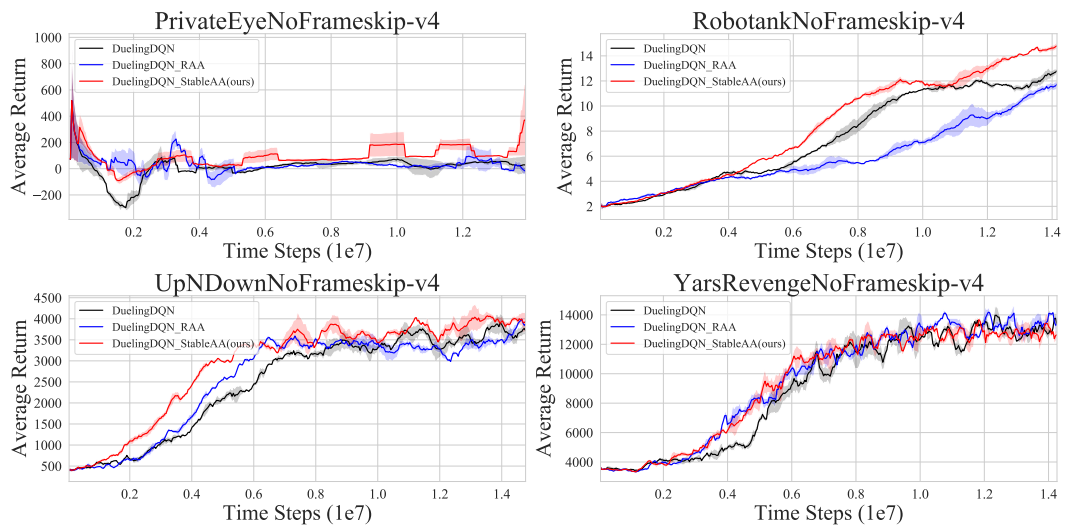 PrivateEyeNoFrameskip-v4
1000
800
600
400
200
0
−200
Average Return
DuelingDQN
DuelingDQN_RAA
DuelingDQN_StableAA(ours)
0.2 0.4 0.6 0.8 1.0 1.2
Time Steps (1e7)
RobotankNoFrameskip-v4
14
12
10
8
6
4
2
Average Return
DuelingDQN
DuelingDQN_RAA
DuelingDQN_StableAA(ours)
0.2 0.4 0.6 0.8 1.0 1.2 1.4
Time Steps (1e7)
UpNDownNoFrameskip-v4
4500
4000
3500
3000
2500
2000
1500
1000
500
Average Return
DuelingDQN
DuelingDQN_RAA
DuelingDQN_StableAA(ours)
0.2 0.4 0.6 0.8 1.0 1.2 1.4
Time Steps (1e7)
YarsRevengeNoFrameskip-v4
14000
12000
10000
8000
6000
4000
Average Return
DuelingDQN
DuelingDQN_RAA
DuelingDQN_StableAA(ours)
0.2 0.4 0.6 0.8 1.0 1.2 1.4
Time Steps (1e7)